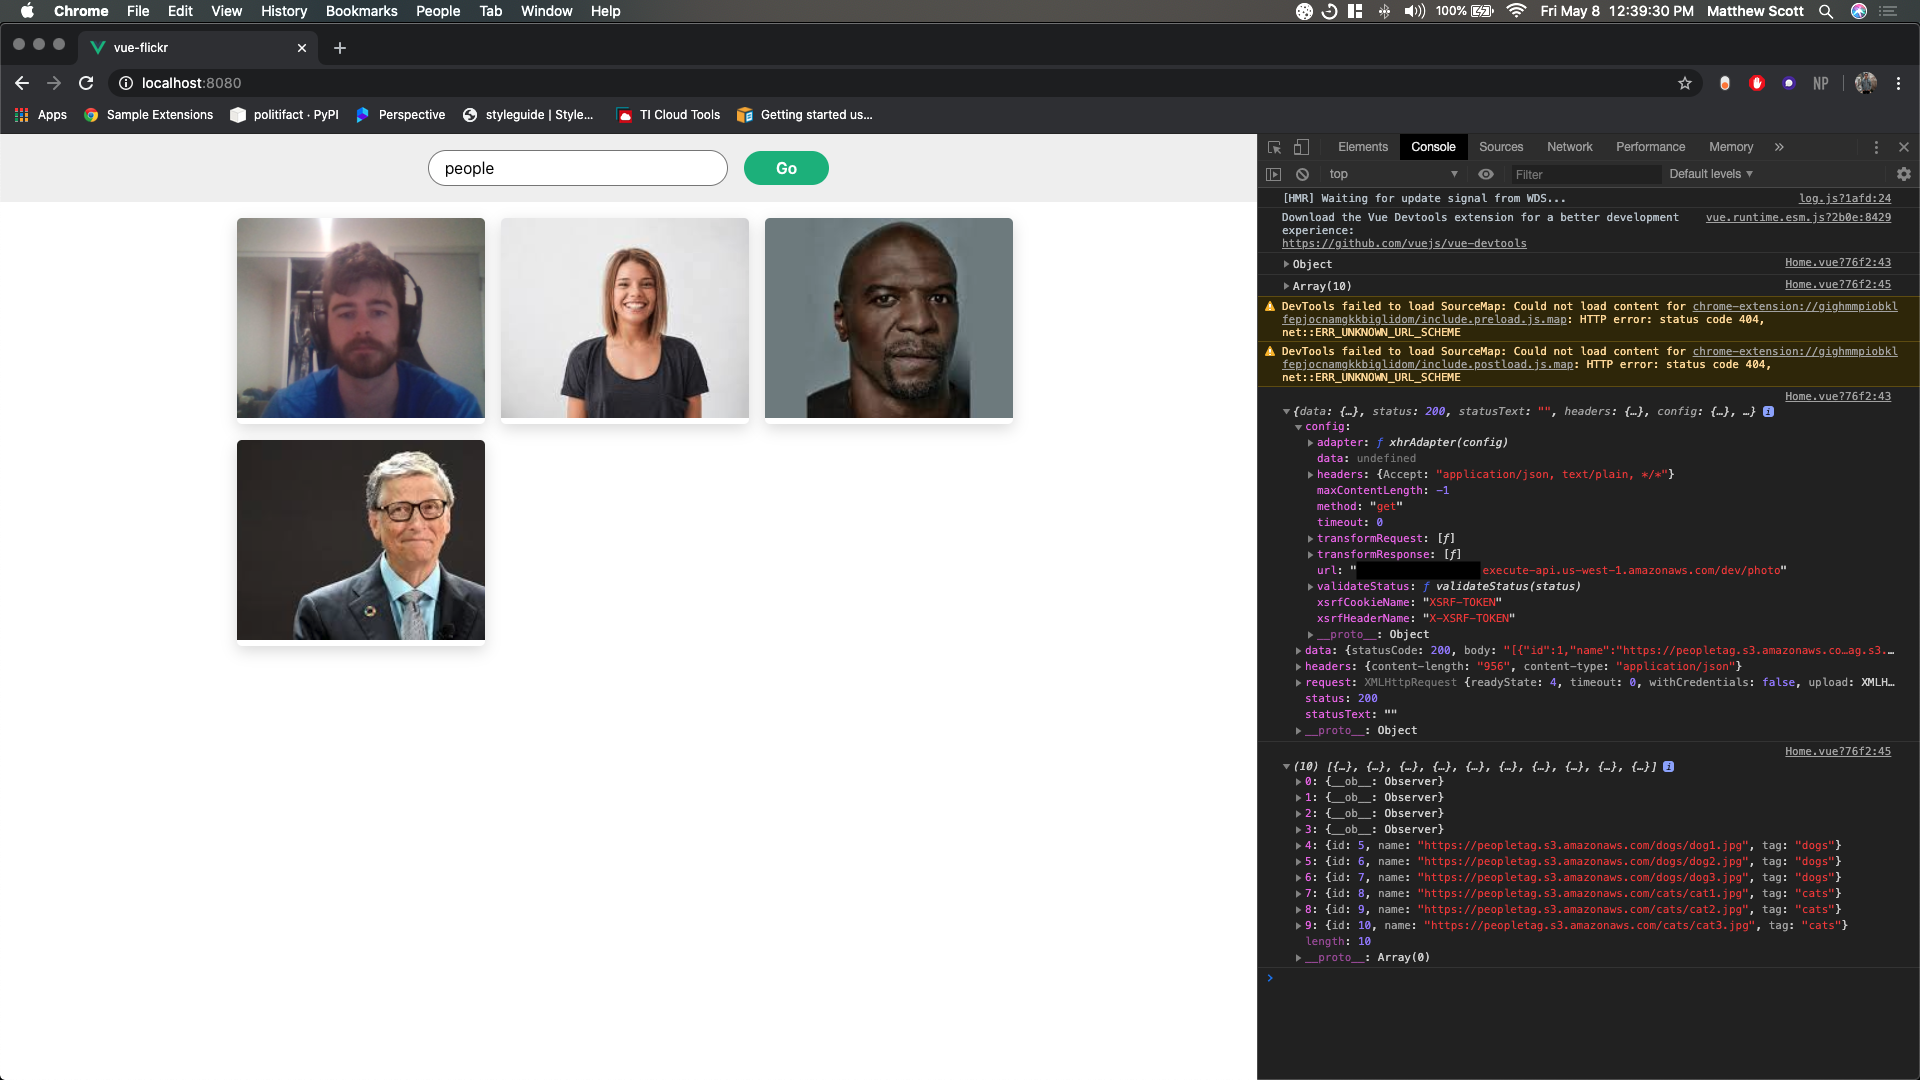 Chrome File Edit View History Bookmarks People Tab Window Help 100% Fri May 8 12:39:30 PM Matthew Scott
vue-flickr
localhost:8080
NP
Apps Sample Extensions politifact · PyPI Perspective styleguide | Style... TI Cloud Tools Getting started us...
people Go
Elements Console Sources Network Performance Memory »
top Filter Default levels
[HMR] Waiting for update signal from WDS... log.js?1afd:24
Download the Vue Devtools extension for a better development vue.runtime.esm.js?2b0e:8429
experience:
https://github.com/vuejs/vue-devtools
Object Home.vue?76f2:43
Array(10) Home.vue?76f2:45
DevTools failed to load SourceMap: Could not load content for chrome-extension://gighmmpiobkl
fepjocnamgkkbiglidom/include.preload.js.map: HTTP error: status code 404,
net::ERR_UNKNOWN_URL_SCHEME
DevTools failed to load SourceMap: Could not load content for chrome-extension://gighmmpiobkl
fepjocnamgkkbiglidom/include.postload.js.map: HTTP error: status code 404,
net::ERR_UNKNOWN_URL_SCHEME
Home.vue?76f2:43
{data: {…}, status: 200, statusText: "", headers: {…}, config: {…}, …} i
config:
adapter: ƒ xhrAdapter(config)
data: undefined
headers: {Accept: "application/json, text/plain, */*"}
maxContentLength: -1
method: "get"
timeout: 0
transformRequest: [ƒ]
transformResponse: [ƒ]
url: " execute-api.us-west-1.amazonaws.com/dev/photo"
validateStatus: ƒ validateStatus(status)
xsrfCookieName: "XSRF-TOKEN"
xsrfHeaderName: "X-XSRF-TOKEN"
__proto__: Object
data: {statusCode: 200, body: "[{"id":1,"name":"https://peopletag.s3.amazonaws.co…ag.s3.…
headers: {content-length: "956", content-type: "application/json"}
request: XMLHttpRequest {readyState: 4, timeout: 0, withCredentials: false, upload: XMLH…
status: 200
statusText: ""
__proto__: Object
Home.vue?76f2:45
(10) [{…}, {…}, {…}, {…}, {…}, {…}, {…}, {…}, {…}, {…}] i
0: {__ob__: Observer}
1: {__ob__: Observer}
2: {__ob__: Observer}
3: {__ob__: Observer}
4: {id: 5, name: "https://peopletag.s3.amazonaws.com/dogs/dog1.jpg", tag: "dogs"}
5: {id: 6, name: "https://peopletag.s3.amazonaws.com/dogs/dog2.jpg", tag: "dogs"}
6: {id: 7, name: "https://peopletag.s3.amazonaws.com/dogs/dog3.jpg", tag: "dogs"}
7: {id: 8, name: "https://peopletag.s3.amazonaws.com/cats/cat1.jpg", tag: "cats"}
8: {id: 9, name: "https://peopletag.s3.amazonaws.com/cats/cat2.jpg", tag: "cats"}
9: {id: 10, name: "https://peopletag.s3.amazonaws.com/cats/cat3.jpg", tag: "cats"}
length: 10
__proto__: Array(0)